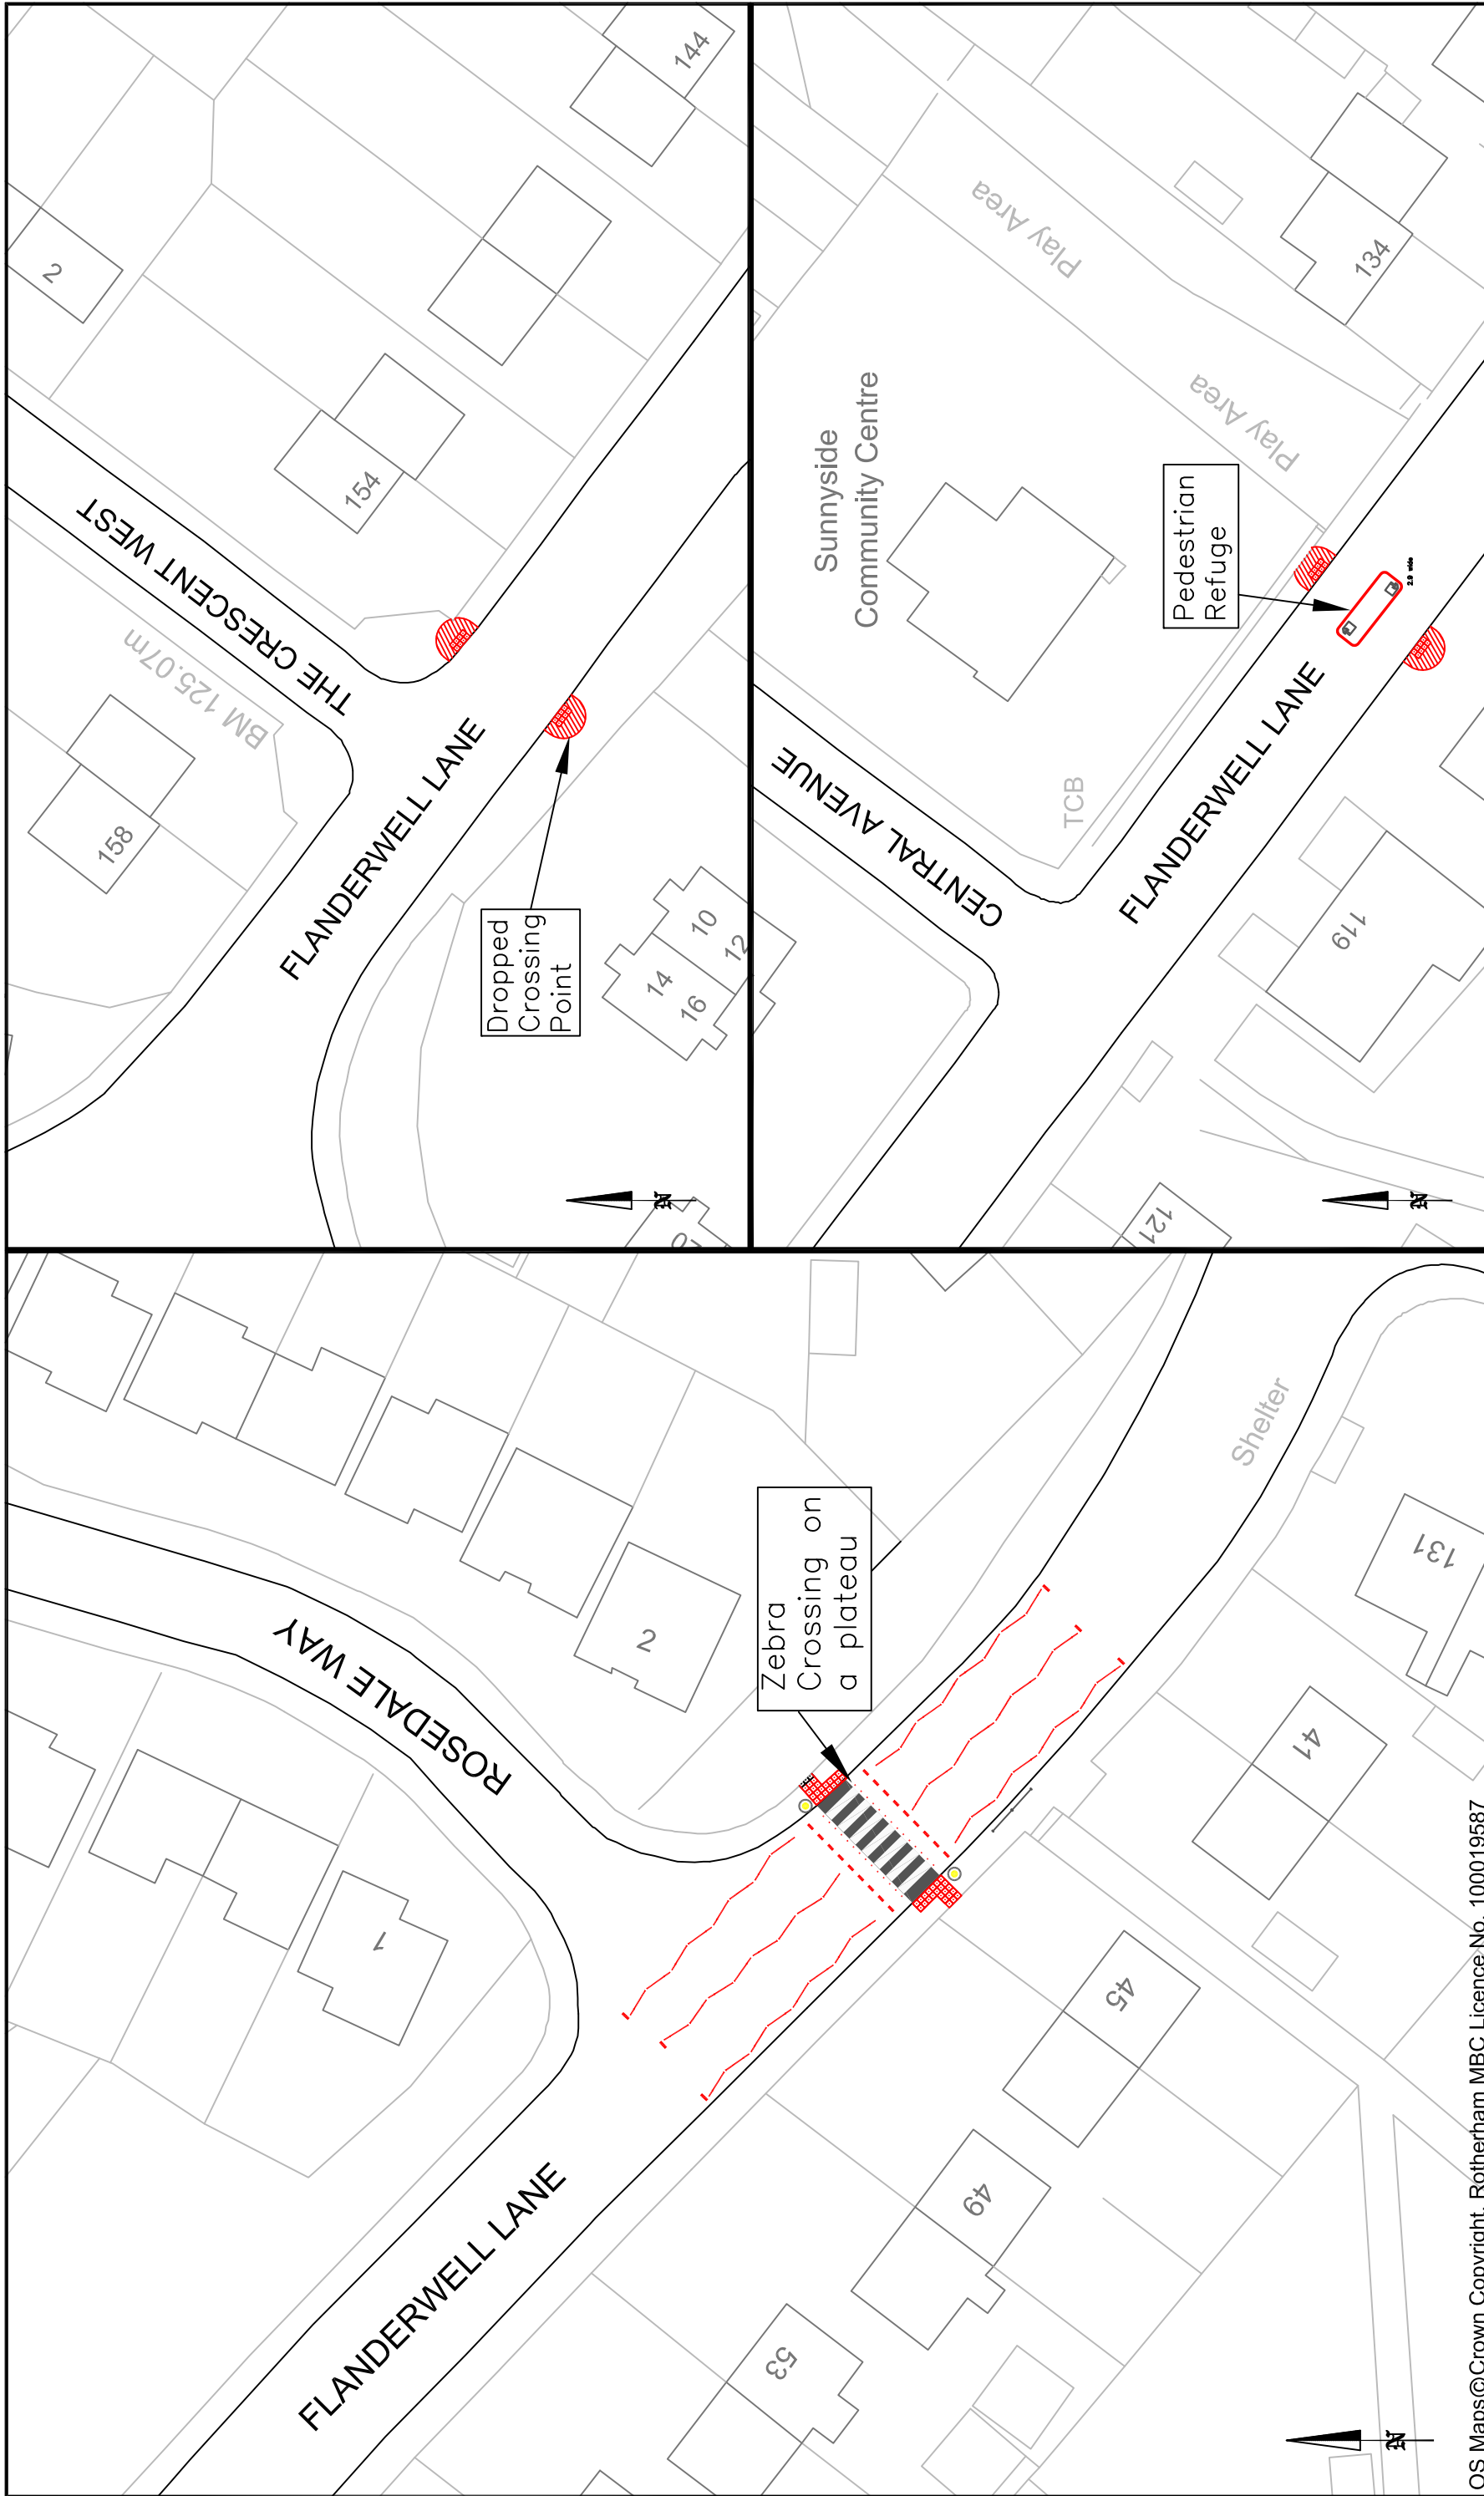 ROSEDALE WAY
1
2
Zebra
Crossing on
a plateau
FLANDERWELL LANE
Shelter
131
41
45
49
53
OS Maps©Crown Copyright. Rotherham MBC Licence No. 100019587
2
144
THE CRESCENT WEST
154
BM 125.07m
158
FLANDERWELL LANE
Dropped
Crossing
Point
10
12
14
16
Sunnyside
Community Centre
Play Area
Play Area
134
Pedestrian
Refuge
2.0 wide
CENTRAL AVENUE
TCB
FLANDERWELL LANE
119
121